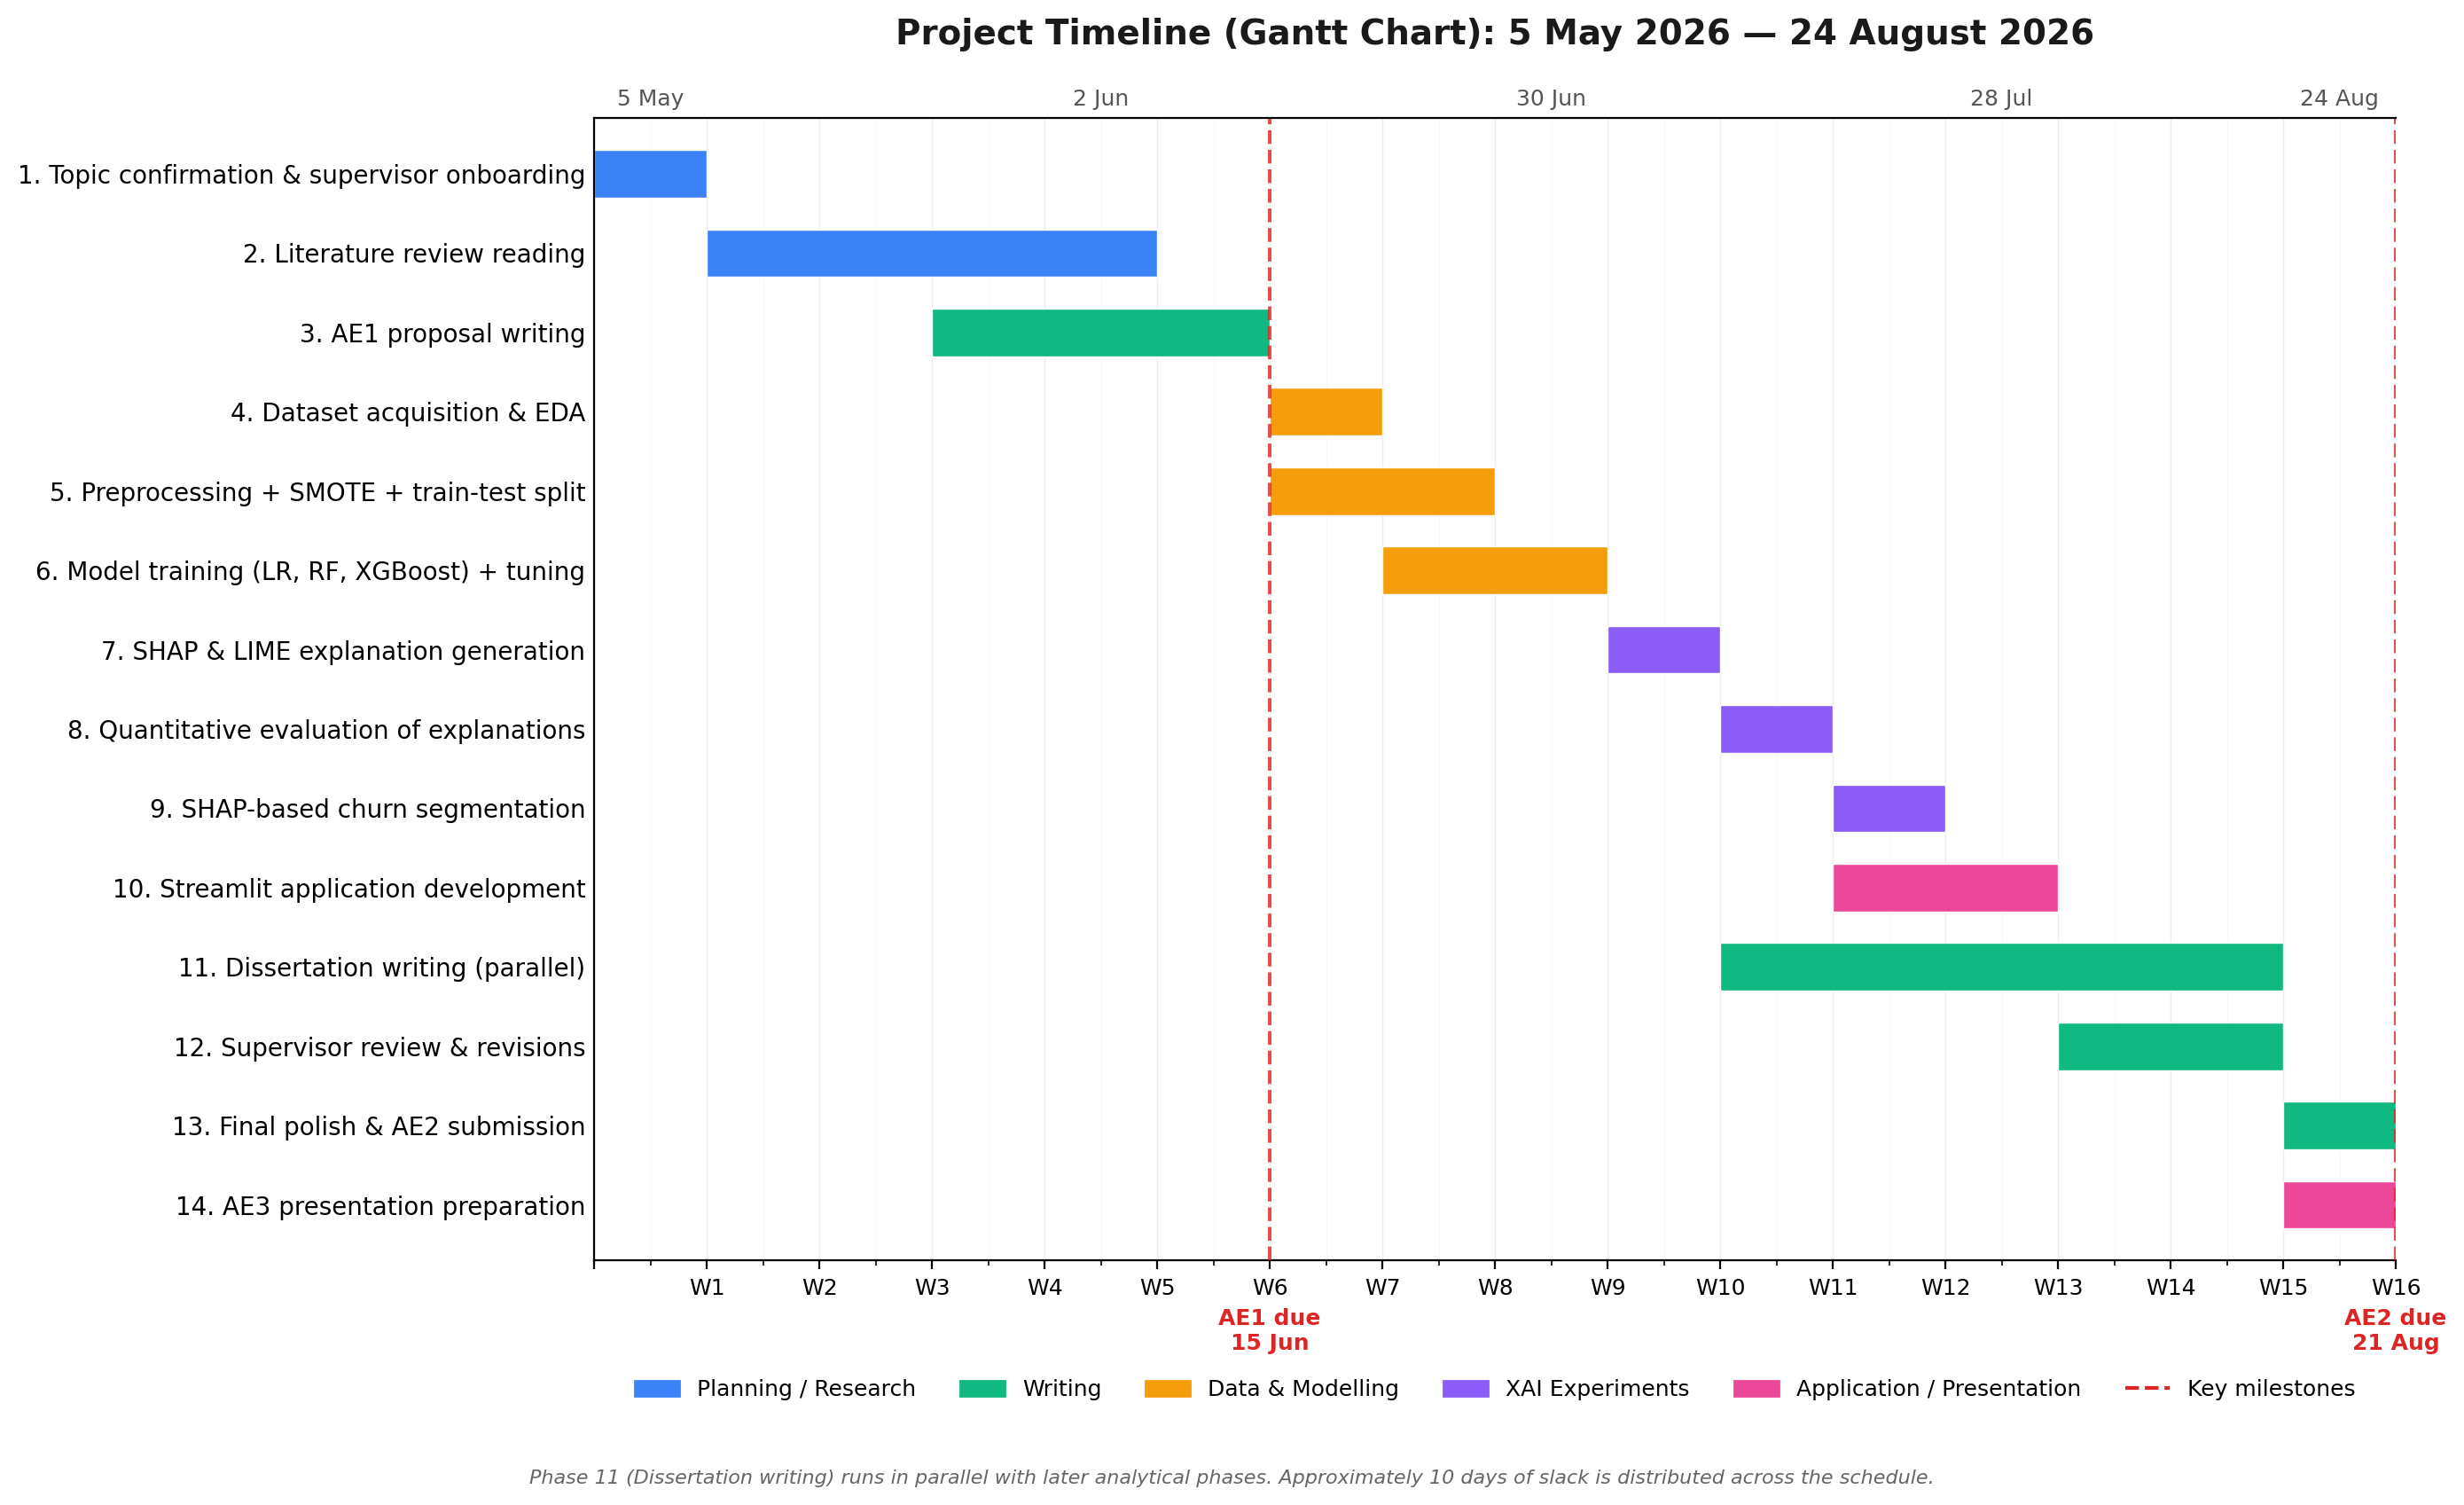 Project Timeline (Gantt Chart): 5 May 2026 — 24 August 2026
5 May 2 Jun 30 Jun 28 Jul 24 Aug
1. Topic confirmation & supervisor onboarding
2. Literature review reading
3. AE1 proposal writing
4. Dataset acquisition & EDA
5. Preprocessing + SMOTE + train-test split
6. Model training (LR, RF, XGBoost) + tuning
7. SHAP & LIME explanation generation
8. Quantitative evaluation of explanations
9. SHAP-based churn segmentation
10. Streamlit application development
11. Dissertation writing (parallel)
12. Supervisor review & revisions
13. Final polish & AE2 submission
14. AE3 presentation preparation
W1 W2 W3 W4 W5 W6 W7 W8 W9 W10 W11 W12 W13 W14 W15 W16
AE1 due AE2 due
15 Jun 21 Aug
Planning / Research Writing Data & Modelling XAI Experiments Application / Presentation Key milestones
Phase 11 (Dissertation writing) runs in parallel with later analytical phases. Approximately 10 days of slack is distributed across the schedule.